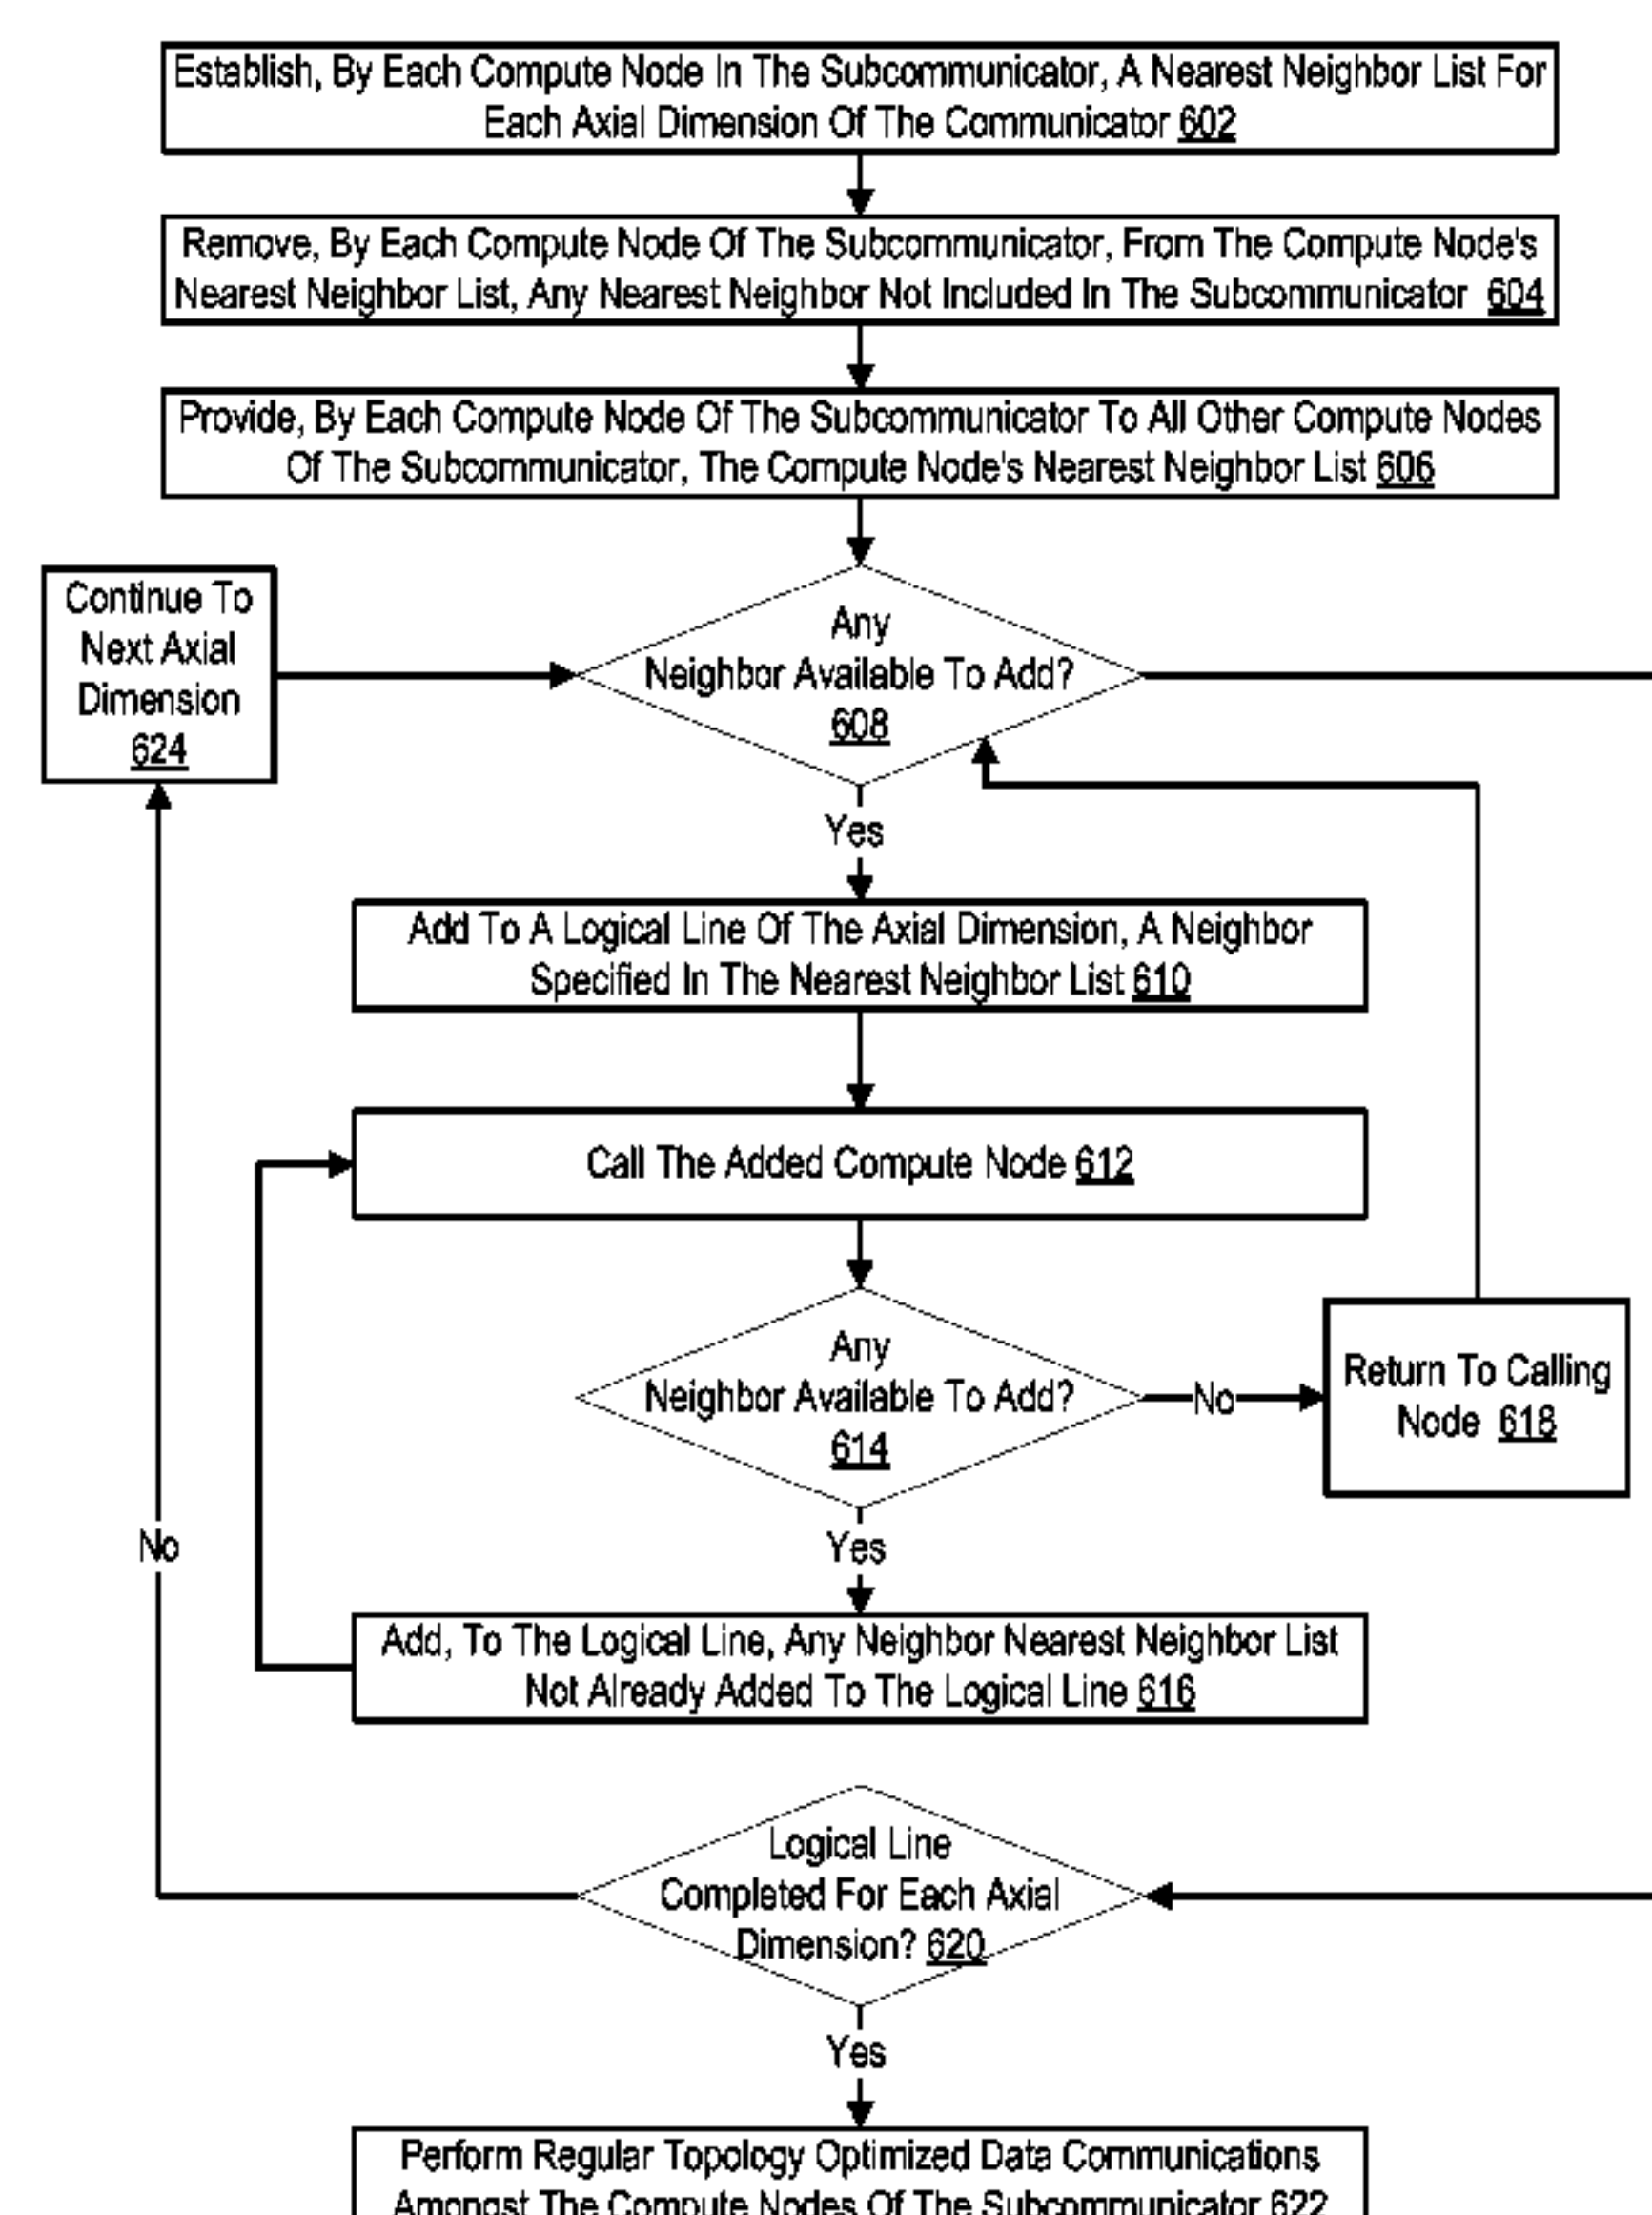 Establish, By Each Compute Node In The Subcommunicator, A Nearest Neighbor List For
Each Axial Dimension Of The Communicator 602
Remove, By Each Compute Node Of The Subcommunicator, From The Compute Node's
Nearest Neighbor List, Any Nearest Neighbor Not Included In The Subcommunicator 604
Provide, By Each Compute Node Of The Subcommunicator To All Other Compute Nodes
Of The Subcommunicator, The Compute Node's Nearest Neighbor List 606
Continue To
Next Axial
Dimension
624
Any
Neighbor Available To Add?
608
Yes
Add To A Logical Line Of The Axial Dimension, A Neighbor
Specified In The Nearest Neighbor List 610
Call The Added Compute Node 612
Any
Neighbor Available To Add?
614
No
Return To Calling
Node 618
Yes
No
Add, To The Logical Line, Any Neighbor Nearest Neighbor List
Not Already Added To The Logical Line 616
Logical Line
Completed For Each Axial
Dimension? 620
Yes
Perform Regular Topology Optimized Data Communications
Amongst The Compute Nodes Of The Subcommunicator 622